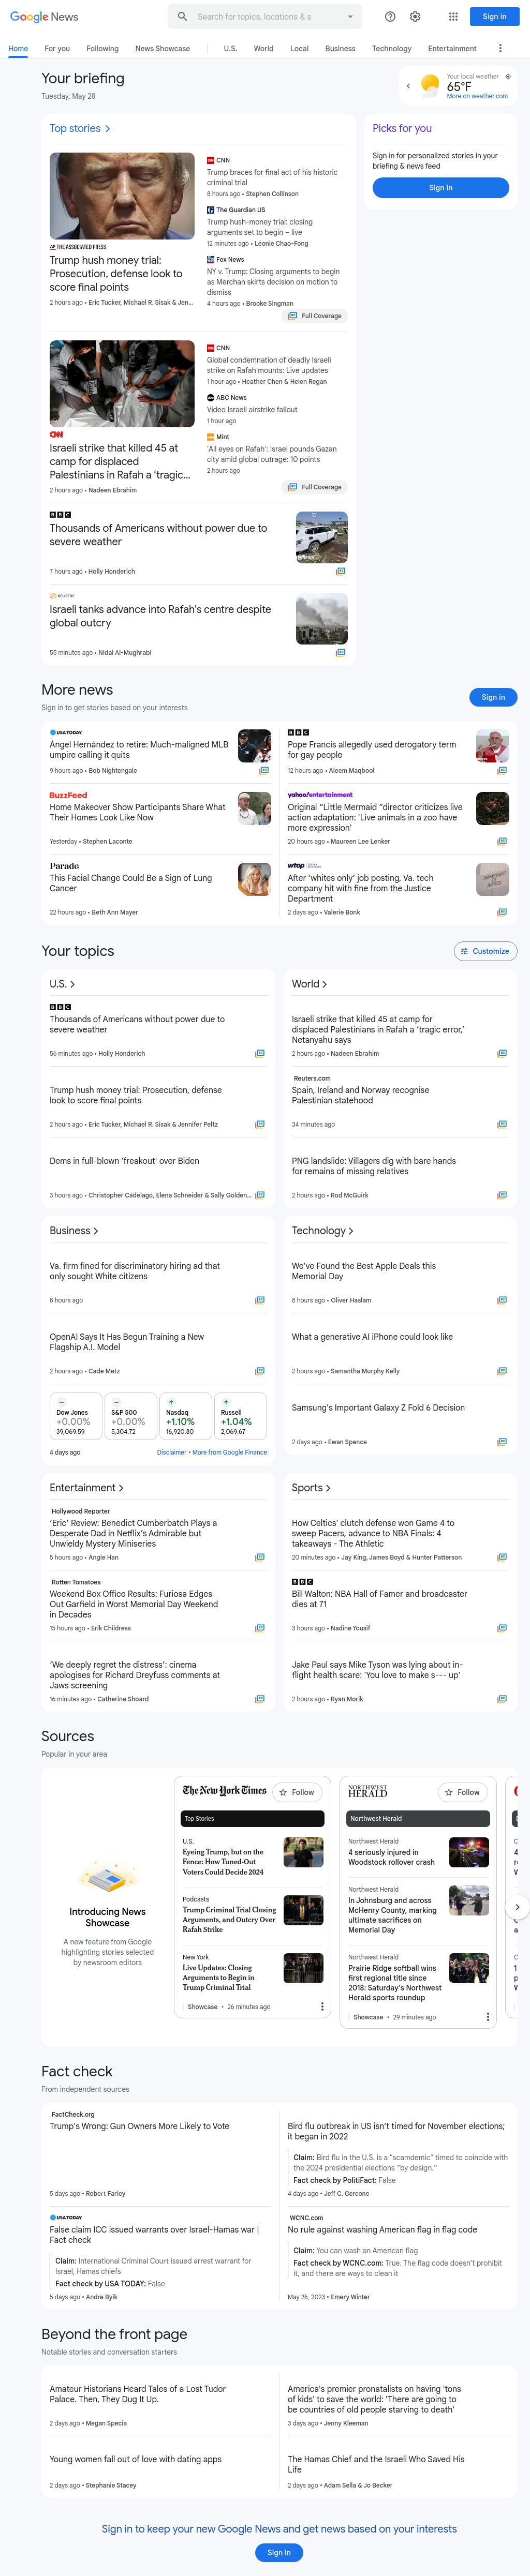 Google News
Search for topics, locations & s
Sign in
Home
For you
Following
News Showcase
U.S.
World
Local
Business
Technology
Entertainment
Your briefing
Tuesday, May 28
Your local weather
65°F
More on weather.com
Top stories
THE ASSOCIATED PRESS
Trump hush money trial:
Prosecution, defense look to
score final points
2 hours ago • Eric Tucker, Michael R. Sisak & Jen...
CNN
Trump braces for final act of his historic
criminal trial
8 hours ago • Stephen Collinson
The Guardian US
Trump hush-money trial: closing
arguments set to begin – live
12 minutes ago • Léonie Chao-Fong
Fox News
NY v. Trump: Closing arguments to begin
as Merchan skirts decision on motion to
dismiss
4 hours ago • Brooke Singman
Full Coverage
Picks for you
Sign in for personalized stories in your
briefing & news feed
Sign in
CNN
Israeli strike that killed 45 at
camp for displaced
Palestinians in Rafah a 'tragic...
2 hours ago • Nadeen Ebrahim
CNN
Global condemnation of deadly Israeli
strike on Rafah mounts: Live updates
1 hour ago • Heather Chen & Helen Regan
ABC News
Video Israeli airstrike fallout
1 hour ago
Mint
'All eyes on Rafah': Israel pounds Gazan
city amid global outrage: 10 points
2 hours ago
Full Coverage
BBC
Thousands of Americans without power due to
severe weather
7 hours ago • Holly Honderich
REUTERS
Israeli tanks advance into Rafah's centre despite
global outcry
55 minutes ago • Nidal Al-Mughrabi
More news
Sign in to get stories based on your interests
Sign in
USA TODAY
Ángel Hernández to retire: Much-maligned MLB
umpire calling it quits
9 hours ago • Bob Nightengale
BBC
Pope Francis allegedly used derogatory term
for gay people
12 hours ago • Aleem Maqbool
BuzzFeed
Home Makeover Show Participants Share What
Their Homes Look Like Now
Yesterday • Stephen Laconte
yahoo!entertainment
Original "Little Mermaid "director criticizes live
action adaptation: 'Live animals in a zoo have
more expression'
20 hours ago • Maureen Lee Lenker
Parade
This Facial Change Could Be a Sign of Lung
Cancer
22 hours ago • Beth Ann Mayer
wtop
After 'whites only' job posting, Va. tech
company hit with fine from the Justice
Department
2 days ago • Valerie Bonk
Your topics
Customize
U.S.
BBC
Thousands of Americans without power due to
severe weather
56 minutes ago • Holly Honderich
Trump hush money trial: Prosecution, defense
look to score final points
2 hours ago • Eric Tucker, Michael R. Sisak & Jennifer Peltz
Dems in full-blown 'freakout' over Biden
3 hours ago • Christopher Cadelago, Elena Schneider & Sally Golden...
World
Israeli strike that killed 45 at camp for
displaced Palestinians in Rafah a 'tragic error,'
Netanyahu says
2 hours ago • Nadeen Ebrahim
Reuters.com
Spain, Ireland and Norway recognise
Palestinian statehood
34 minutes ago
PNG landslide: Villagers dig with bare hands
for remains of missing relatives
2 hours ago • Rod McGuirk
Business
Va. firm fined for discriminatory hiring ad that
only sought White citizens
8 hours ago
OpenAI Says It Has Begun Training a New
Flagship A.I. Model
2 hours ago • Cade Metz
Dow Jones
+0.00%
39,069.59
S&P 500
+0.00%
5,304.72
Nasdaq
+1.10%
16,920.80
Russell
+1.04%
2,069.67
4 days ago
Disclaimer • More from Google Finance
Technology
We've Found the Best Apple Deals this
Memorial Day
8 hours ago • Oliver Haslam
What a generative AI iPhone could look like
2 hours ago • Samantha Murphy Kelly
Samsung's Important Galaxy Z Fold 6 Decision
2 days ago • Ewan Spence
Entertainment
Hollywood Reporter
'Eric' Review: Benedict Cumberbatch Plays a
Desperate Dad in Netflix's Admirable but
Unwieldy Mystery Miniseries
5 hours ago • Angie Han
Rotten Tomatoes
Weekend Box Office Results: Furiosa Edges
Out Garfield in Worst Memorial Day Weekend
in Decades
15 hours ago • Erik Childress
'We deeply regret the distress': cinema
apologises for Richard Dreyfuss comments at
Jaws screening
16 minutes ago • Catherine Shoard
Sports
How Celtics' clutch defense won Game 4 to
sweep Pacers, advance to NBA Finals: 4
takeaways - The Athletic
20 minutes ago • Jay King, James Boyd & Hunter Patterson
BBC
Bill Walton: NBA Hall of Famer and broadcaster
dies at 71
3 hours ago • Nadine Yousif
Jake Paul says Mike Tyson was lying about in-
flight health scare: 'You love to make s--- up'
2 hours ago • Ryan Morik
Sources
Popular in your area
Introducing News
Showcase
A new feature from Google
highlighting stories selected
by newsroom editors
The New York Times
Follow
Top Stories
U.S.
Eyeing Trump, but on the
Fence: How Tuned-Out
Voters Could Decide 2024
Podcasts
Trump Criminal Trial Closing
Arguments, and Outcry Over
Rafah Strike
New York
Live Updates: Closing
Arguments to Begin in
Trump Criminal Trial
Showcase • 26 minutes ago
NORTHWEST
HERALD
Follow
Northwest Herald
Northwest Herald
4 seriously injured in
Woodstock rollover crash
Northwest Herald
In Johnsburg and across
McHenry County, marking
ultimate sacrifices on
Memorial Day
Northwest Herald
Prairie Ridge softball wins
first regional title since
2018: Saturday's Northwest
Herald sports roundup
Showcase • 29 minutes ago
Fact check
From independent sources
FactCheck.org
Trump's Wrong: Gun Owners More Likely to Vote
5 days ago • Robert Farley
Bird flu outbreak in US isn't timed for November elections;
it began in 2022
Claim: Bird flu in the U.S. is a "scamdemic" timed to coincide with
the 2024 presidential elections "by design."
Fact check by PolitiFact: False
4 days ago • Jeff C. Cercone
USA TODAY
False claim ICC issued warrants over Israel-Hamas war |
Fact check
Claim: International Criminal Court issued arrest warrant for
Israel, Hamas chiefs
Fact check by USA TODAY: False
5 days ago • Andre Byik
WCNC.com
No rule against washing American flag in flag code
Claim: You can wash an American flag
Fact check by WCNC.com: True. The flag code doesn't prohibit
it, and there are ways to clean it
May 26, 2023 • Emery Winter
Beyond the front page
Notable stories and conversation starters
Amateur Historians Heard Tales of a Lost Tudor
Palace. Then, They Dug It Up.
2 days ago • Megan Specia
America's premier pronatalists on having 'tons
of kids' to save the world: 'There are going to
be countries of old people starving to death'
3 days ago • Jenny Kleeman
Young women fall out of love with dating apps
2 days ago • Stephanie Stacey
The Hamas Chief and the Israeli Who Saved His
Life
2 days ago • Adam Sella & Jo Becker
Sign in to keep your new Google News and get news based on your interests
Sign in